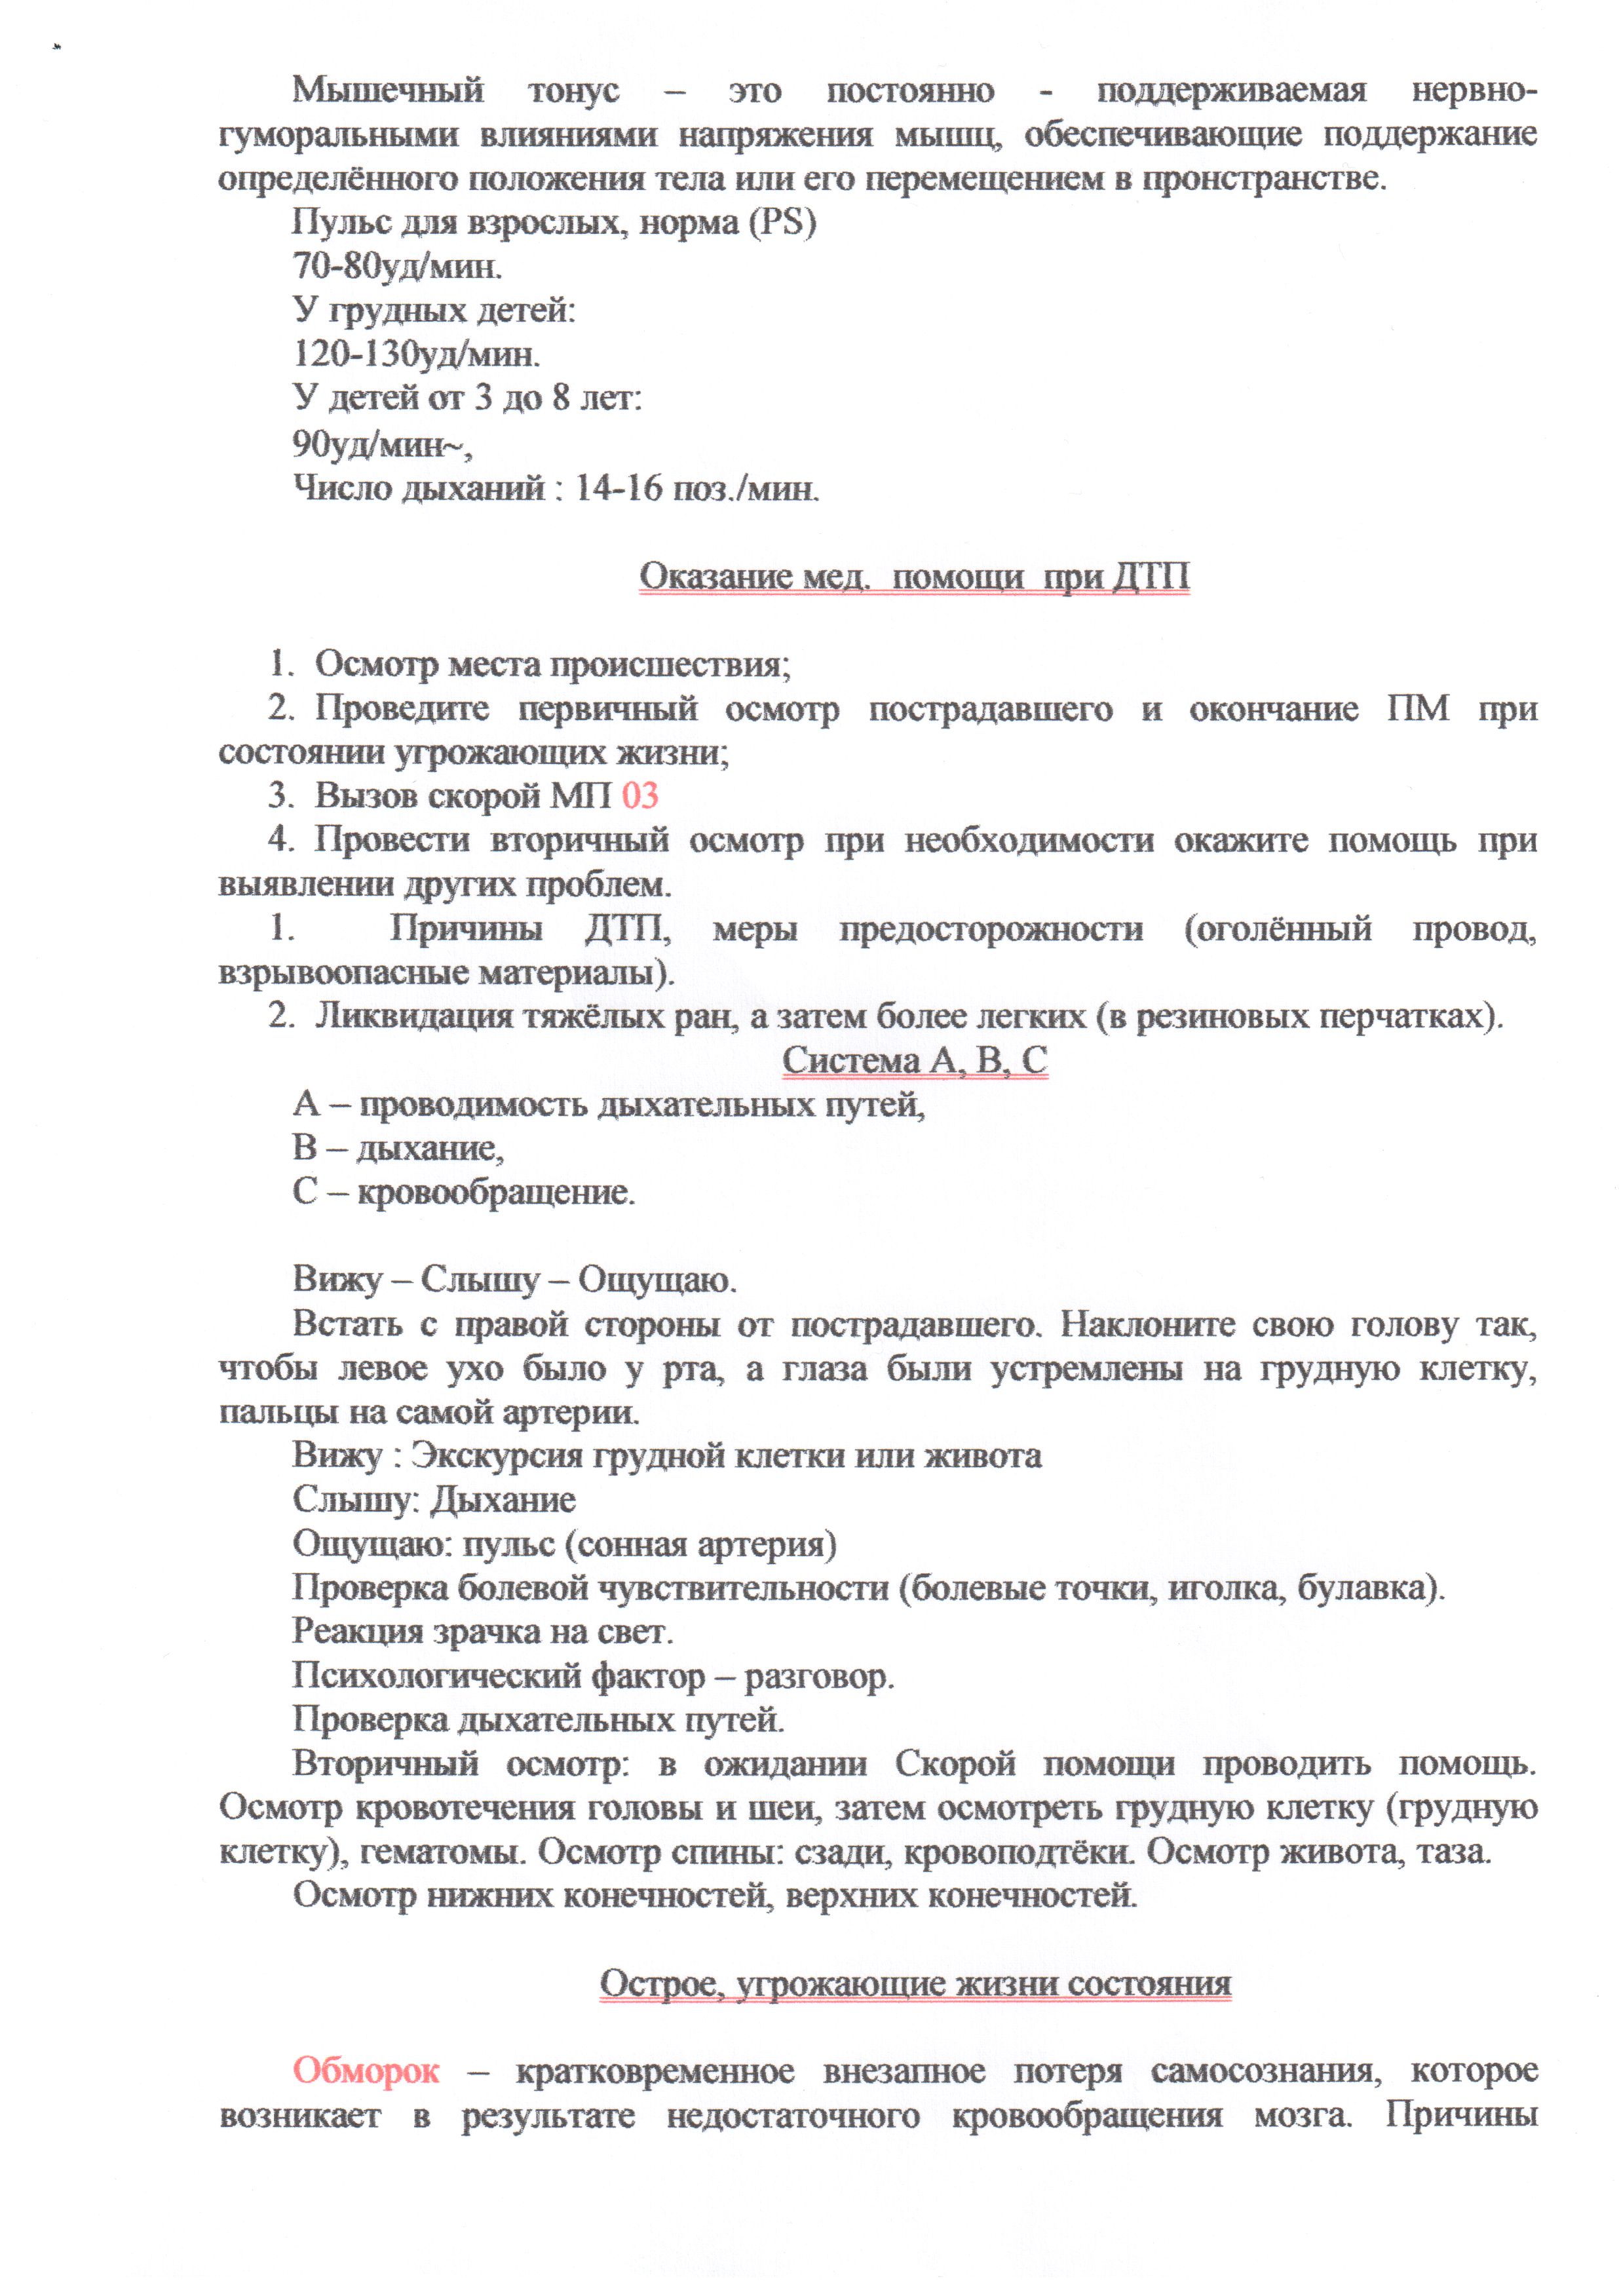 Мышечный тонус – это постоянно - поддерживаемая нервно-
гуморальными влияниями напряжения мышц, обеспечивающие поддержание
определённого положения тела или его перемещением в пронстранстве.
Пульс для взрослых, норма (PS)
70-80уд/мин.
У грудных детей:
120-130уд/мин.
У детей от 3 до 8 лет:
90уд/мин~,
Число дыханий : 14-16 поз./мин.
Оказание мед. помощи при ДТП
1. Осмотр места происшествия;
2. Проведите первичный осмотр пострадавшего и окончание ПМ при
состоянии угрожающих жизни;
3. Вызов скорой МП 03
4. Провести вторичный осмотр при необходимости окажите помощь при
выявлении других проблем.
1. Причины ДТП, меры предосторожности (оголённый провод,
взрывоопасные материалы).
2. Ликвидация тяжёлых ран, а затем более легких (в резиновых перчатках).
Система А, В, С
А – проводимость дыхательных путей,
В – дыхание,
С – кровообращение.
Вижу – Слышу – Ощущаю.
Встать с правой стороны от пострадавшего. Наклоните свою голову так,
чтобы левое ухо было у рта, а глаза были устремлены на грудную клетку,
пальцы на самой артерии.
Вижу : Экскурсия грудной клетки или живота
Слышу: Дыхание
Ощущаю: пульс (сонная артерия)
Проверка болевой чувствительности (болевые точки, иголка, булавка).
Реакция зрачка на свет.
Психологический фактор – разговор.
Проверка дыхательных путей.
Вторичный осмотр: в ожидании Скорой помощи проводить помощь.
Осмотр кровотечения головы и шеи, затем осмотреть грудную клетку (грудную
клетку), гематомы. Осмотр спины: сзади, кровоподтёки. Осмотр живота, таза.
Осмотр нижних конечностей, верхних конечностей.
Острое, угрожающие жизни состояния
Обморок – кратковременное внезапное потеря самосознания, которое
возникает в результате недостаточного кровообращения мозга. Причины